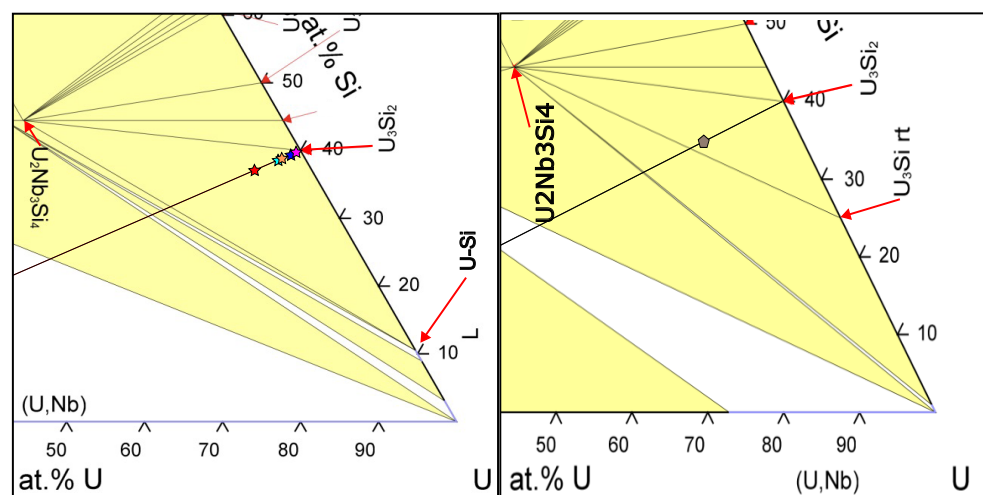 at.% Si
50
U₃Si₂
40
U₂Nb₃Si₄
30
U-Si
20
L
10
(U,Nb)
50
60
70
80
90
at.% U
U
50
Si
U₃Si₂
40
U2Nb3Si4
U₃Si rt
30
20
10
50
60
70
80
90
at.% U
(U,Nb)
U